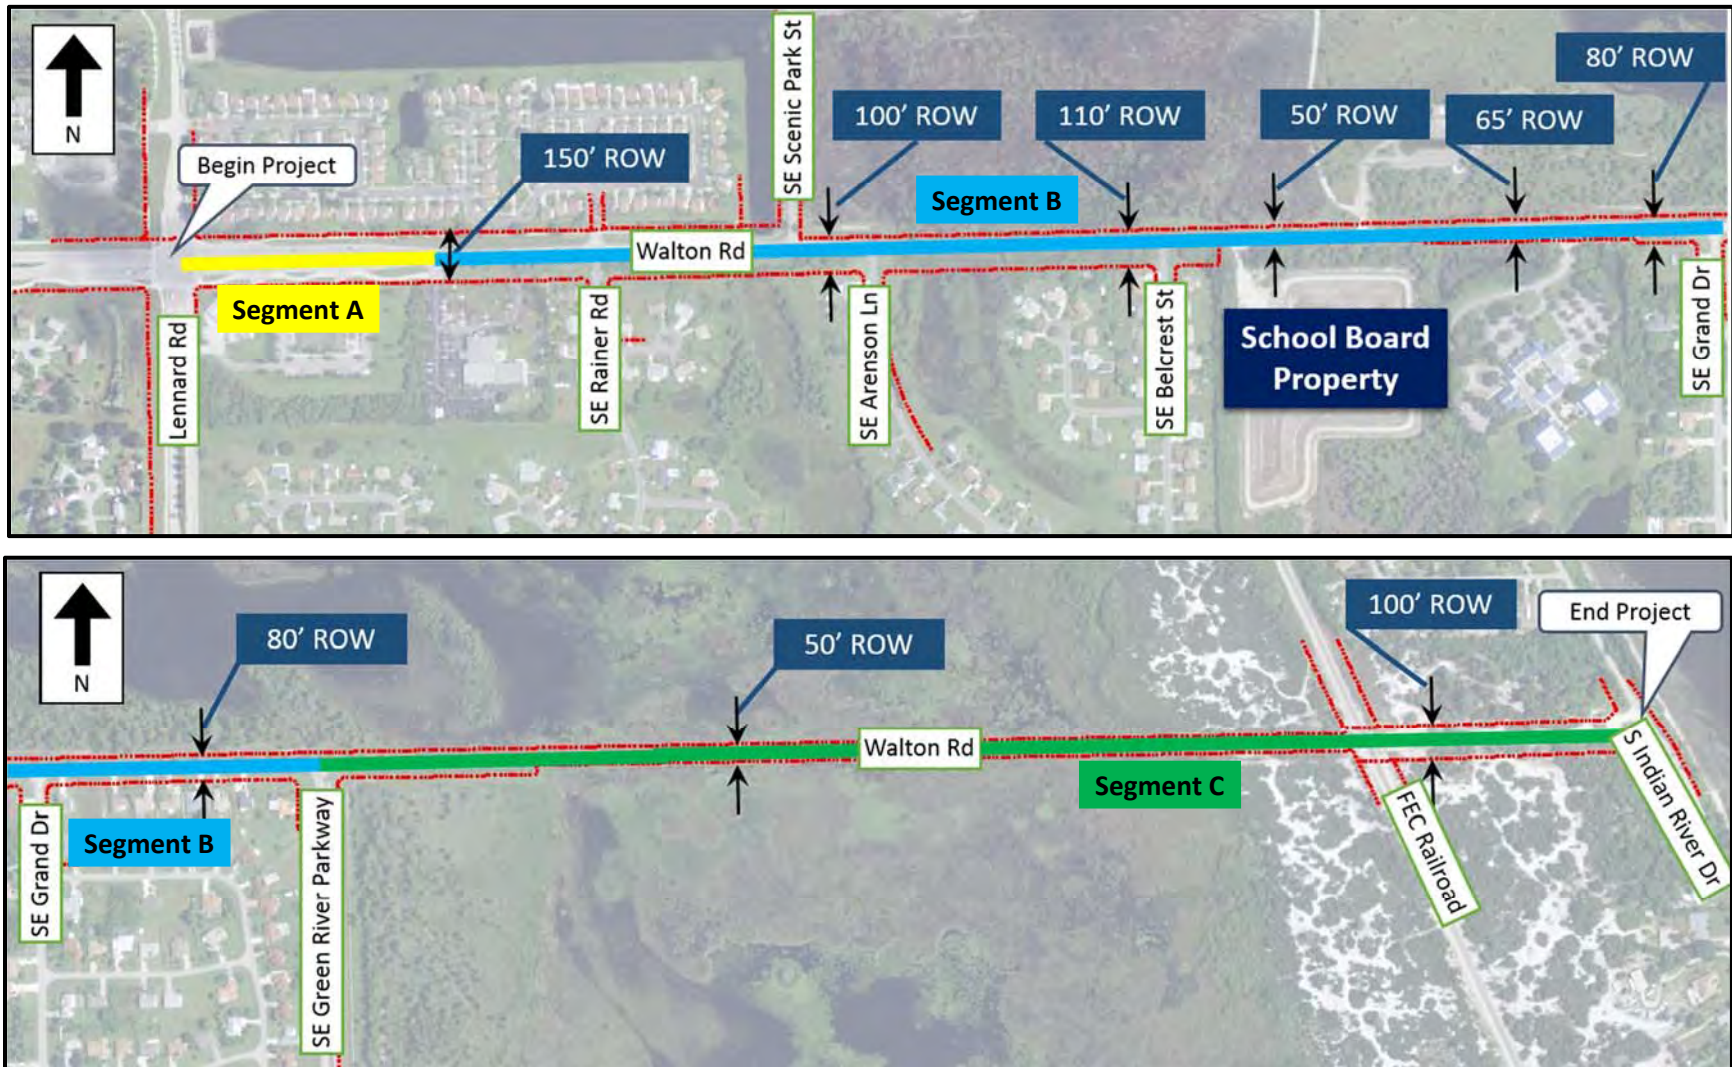 N
Begin Project
150' ROW
SE Scenic Park St
100' ROW
110' ROW
50' ROW
65' ROW
80' ROW
Segment B
Walton Rd
Segment A
Lennard Rd
SE Rainer Rd
SE Arenson Ln
SE Belcrest St
School Board
Property
SE Grand Dr
N
80' ROW
50' ROW
100' ROW
End Project
Walton Rd
Segment C
Segment B
SE Grand Dr
SE Green River Parkway
FEC Railroad
S Indian River Dr